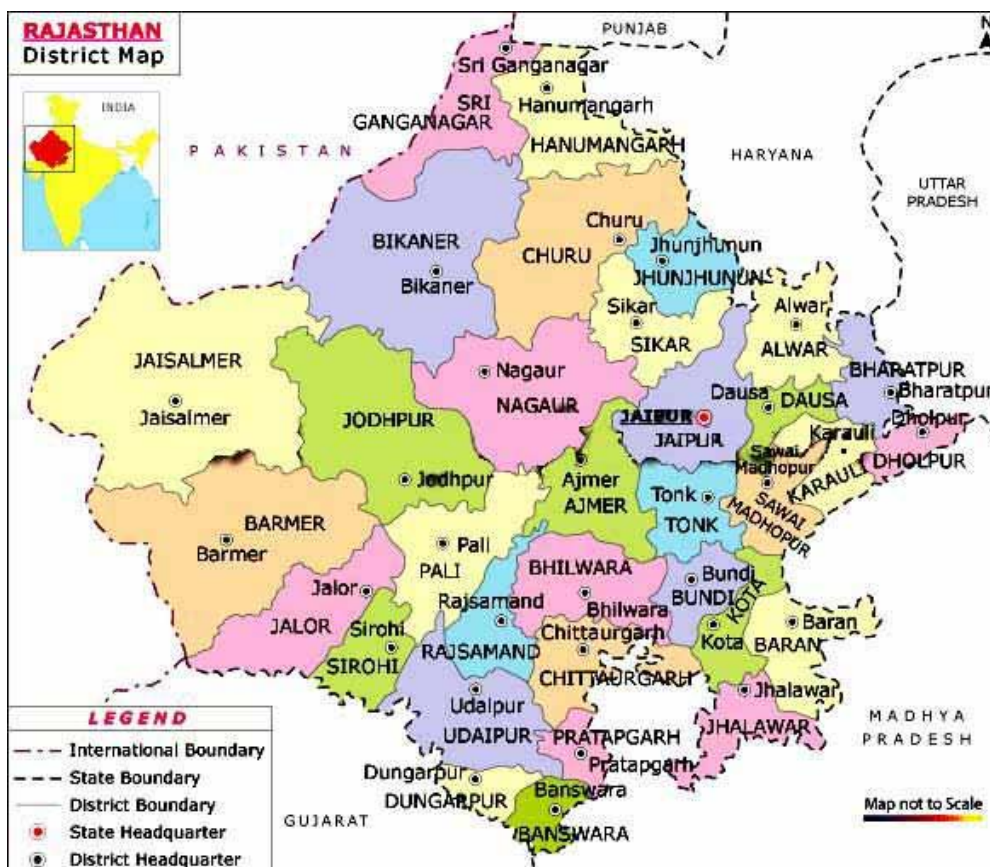 RAJASTHAN
District Map
INDIA
PUNJAB
N
Sri Ganganagar
SRI
GANGANAGAR
Hanumangarh
HANUMANGARH
PAKISTAN
HARYANA
UTTAR
PRADESH
Churu
CHURU
BIKANER
Bikaner
Jhunjhunun
JHUNJHUNUN
Sikar
SIKAR
Alwar
ALWAR
JAISALMER
Jaisalmer
Nagaur
NAGAUR
BHARATPUR
Bharatpur
Dausa
DAUSA
JODHPUR
Jodhpur
JAIPUR
JAIPUR
Dholpur
DHOLPUR
Karauli
KARAULI
Sawai
Madhopur
SAWAI
MADHOPUR
Ajmer
AJMER
Tonk
TONK
BARMER
Barmer
Pali
PALI
BHILWARA
Bhilwara
Bundi
BUNDI
KOTA
Kota
Jalor
JALOR
Rajsamand
RAJSAMAND
Sirohi
SIROHI
Chittaurgarh
CHITTAURGARH
Baran
BARAN
Udaipur
UDAIPUR
Jhalawar
JHALAWAR
PRATAPGARH
Pratapgarh
MADHYA
PRADESH
Dungarpur
DUNGARPUR
Banswara
BANSWARA
GUJARAT
LEGEND
International Boundary
State Boundary
District Boundary
State Headquarter
District Headquarter
Map not to Scale